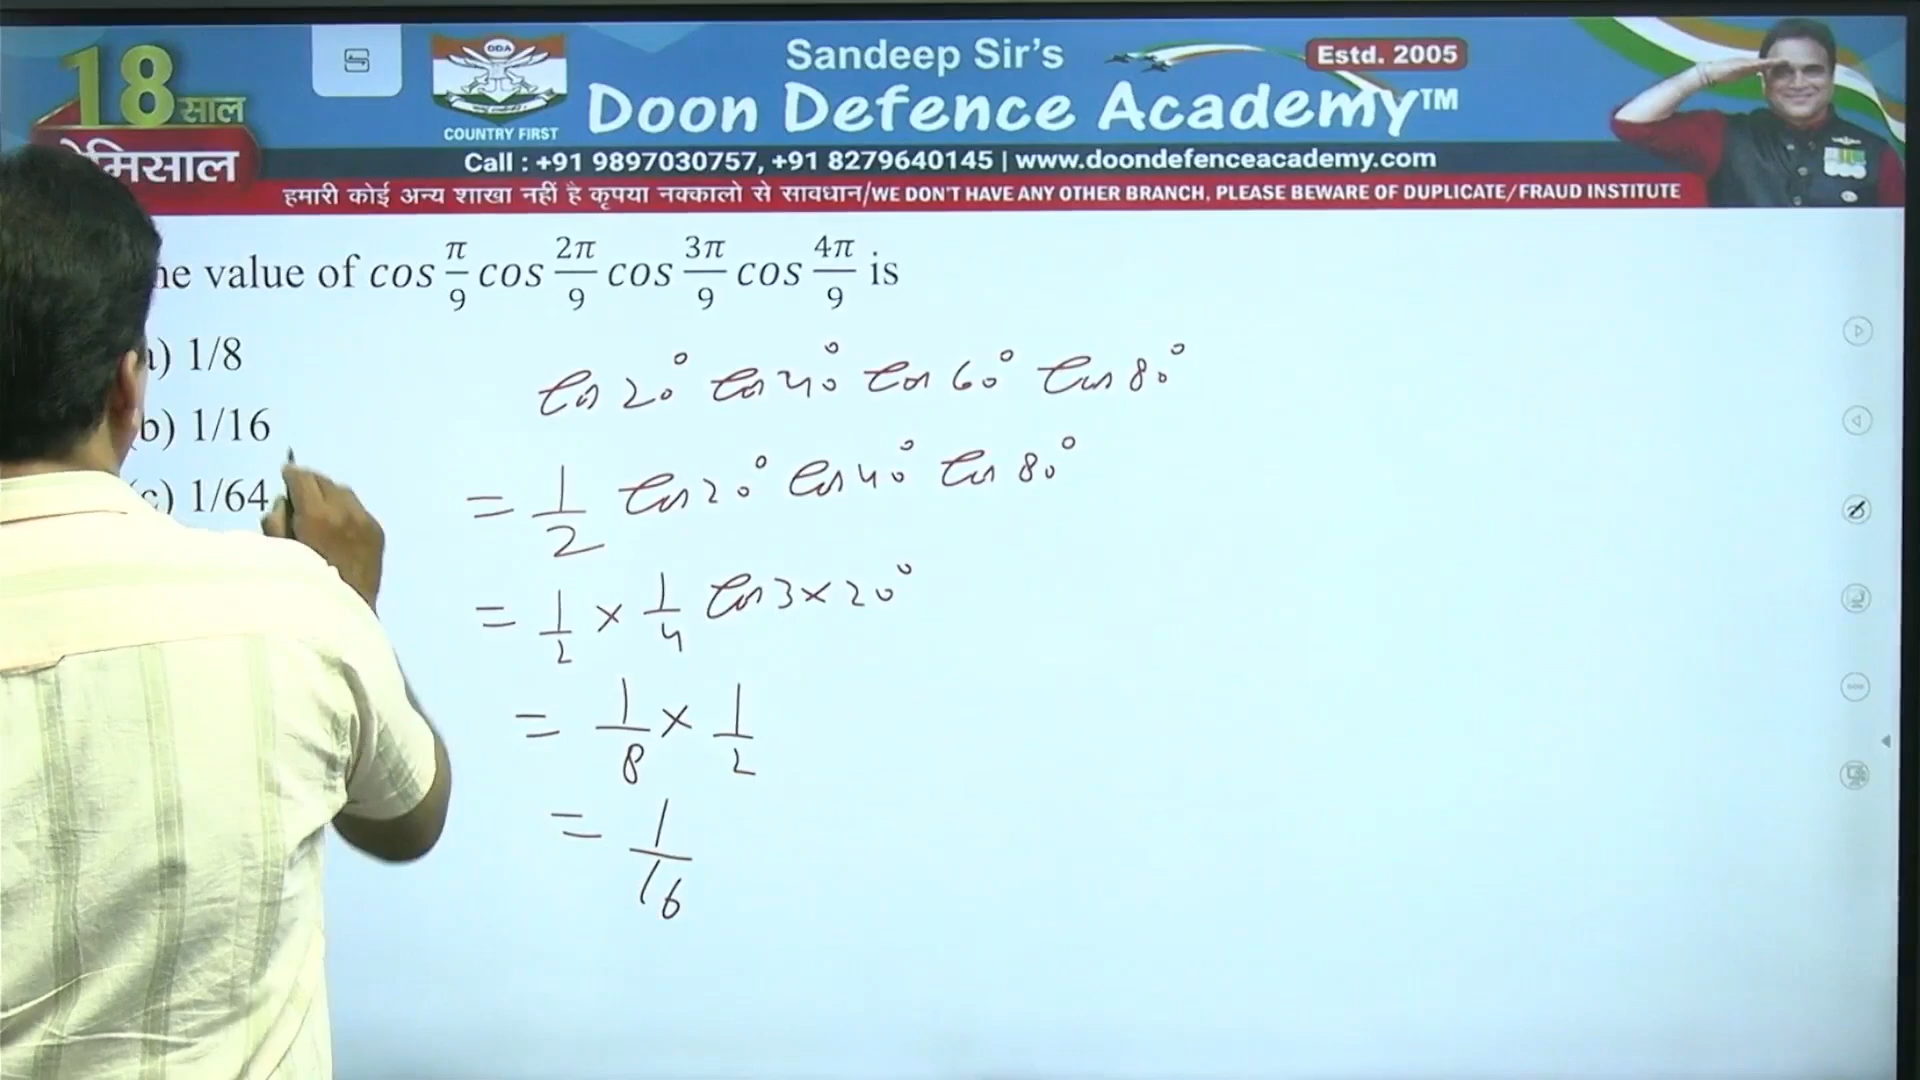 18 साल
ODA
COUNTRY FIRST
Sandeep Sir's
Estd. 2005
Doon Defence Academy™
Call : +91 9897030757, +91 8279640145 | www.doondefenceacademy.com
हमारी कोई अन्य शाखा नहीं है कृपया नक्कालो से सावधान/WE DON'T HAVE ANY OTHER BRANCH, PLEASE BEWARE OF DUPLICATE/FRAUD INSTITUTE
value of cos π/9 cos 2π/9 cos 3π/9 cos 4π/9 is
1/8
(b) 1/16
(c) 1/64
cos 20° cos 40° cos 60° cos 80°
= 1/2 cos 20° cos 40° cos 80°
= 1/2 × 1/4 cos 3 × 20°
= 1/8 × 1/2
= 1/16